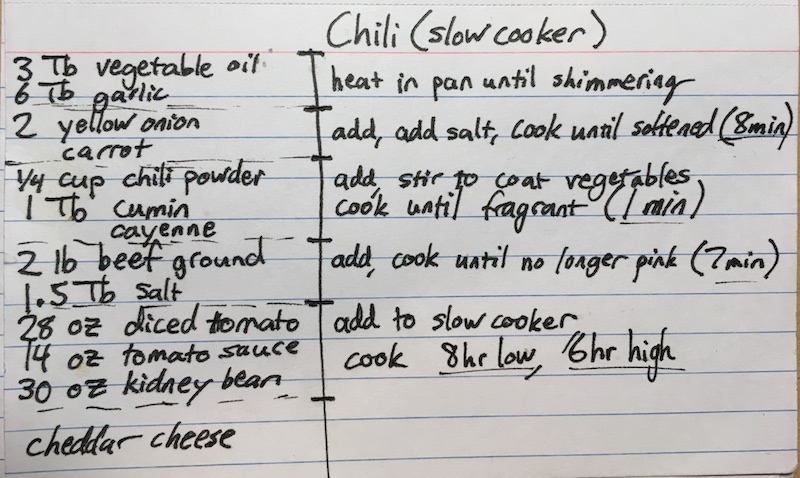 Chili (slow cooker)
3 Tb vegetable oil
6 Tb garlic
heat in pan until shimmering
2 yellow onion
carrot
add, add salt, cook until softened (8min)
1/4 cup chili powder
1 Tb cumin
cayenne
add, stir to coat vegetables
cook until fragrant (1 min)
2 lb beef ground
1.5 Tb salt
add, cook until no longer pink (7min)
28 oz diced tomato
14 oz tomato sauce
30 oz kidney bean
add to slow cooker
cook 8hr low, 6hr high
cheddar cheese